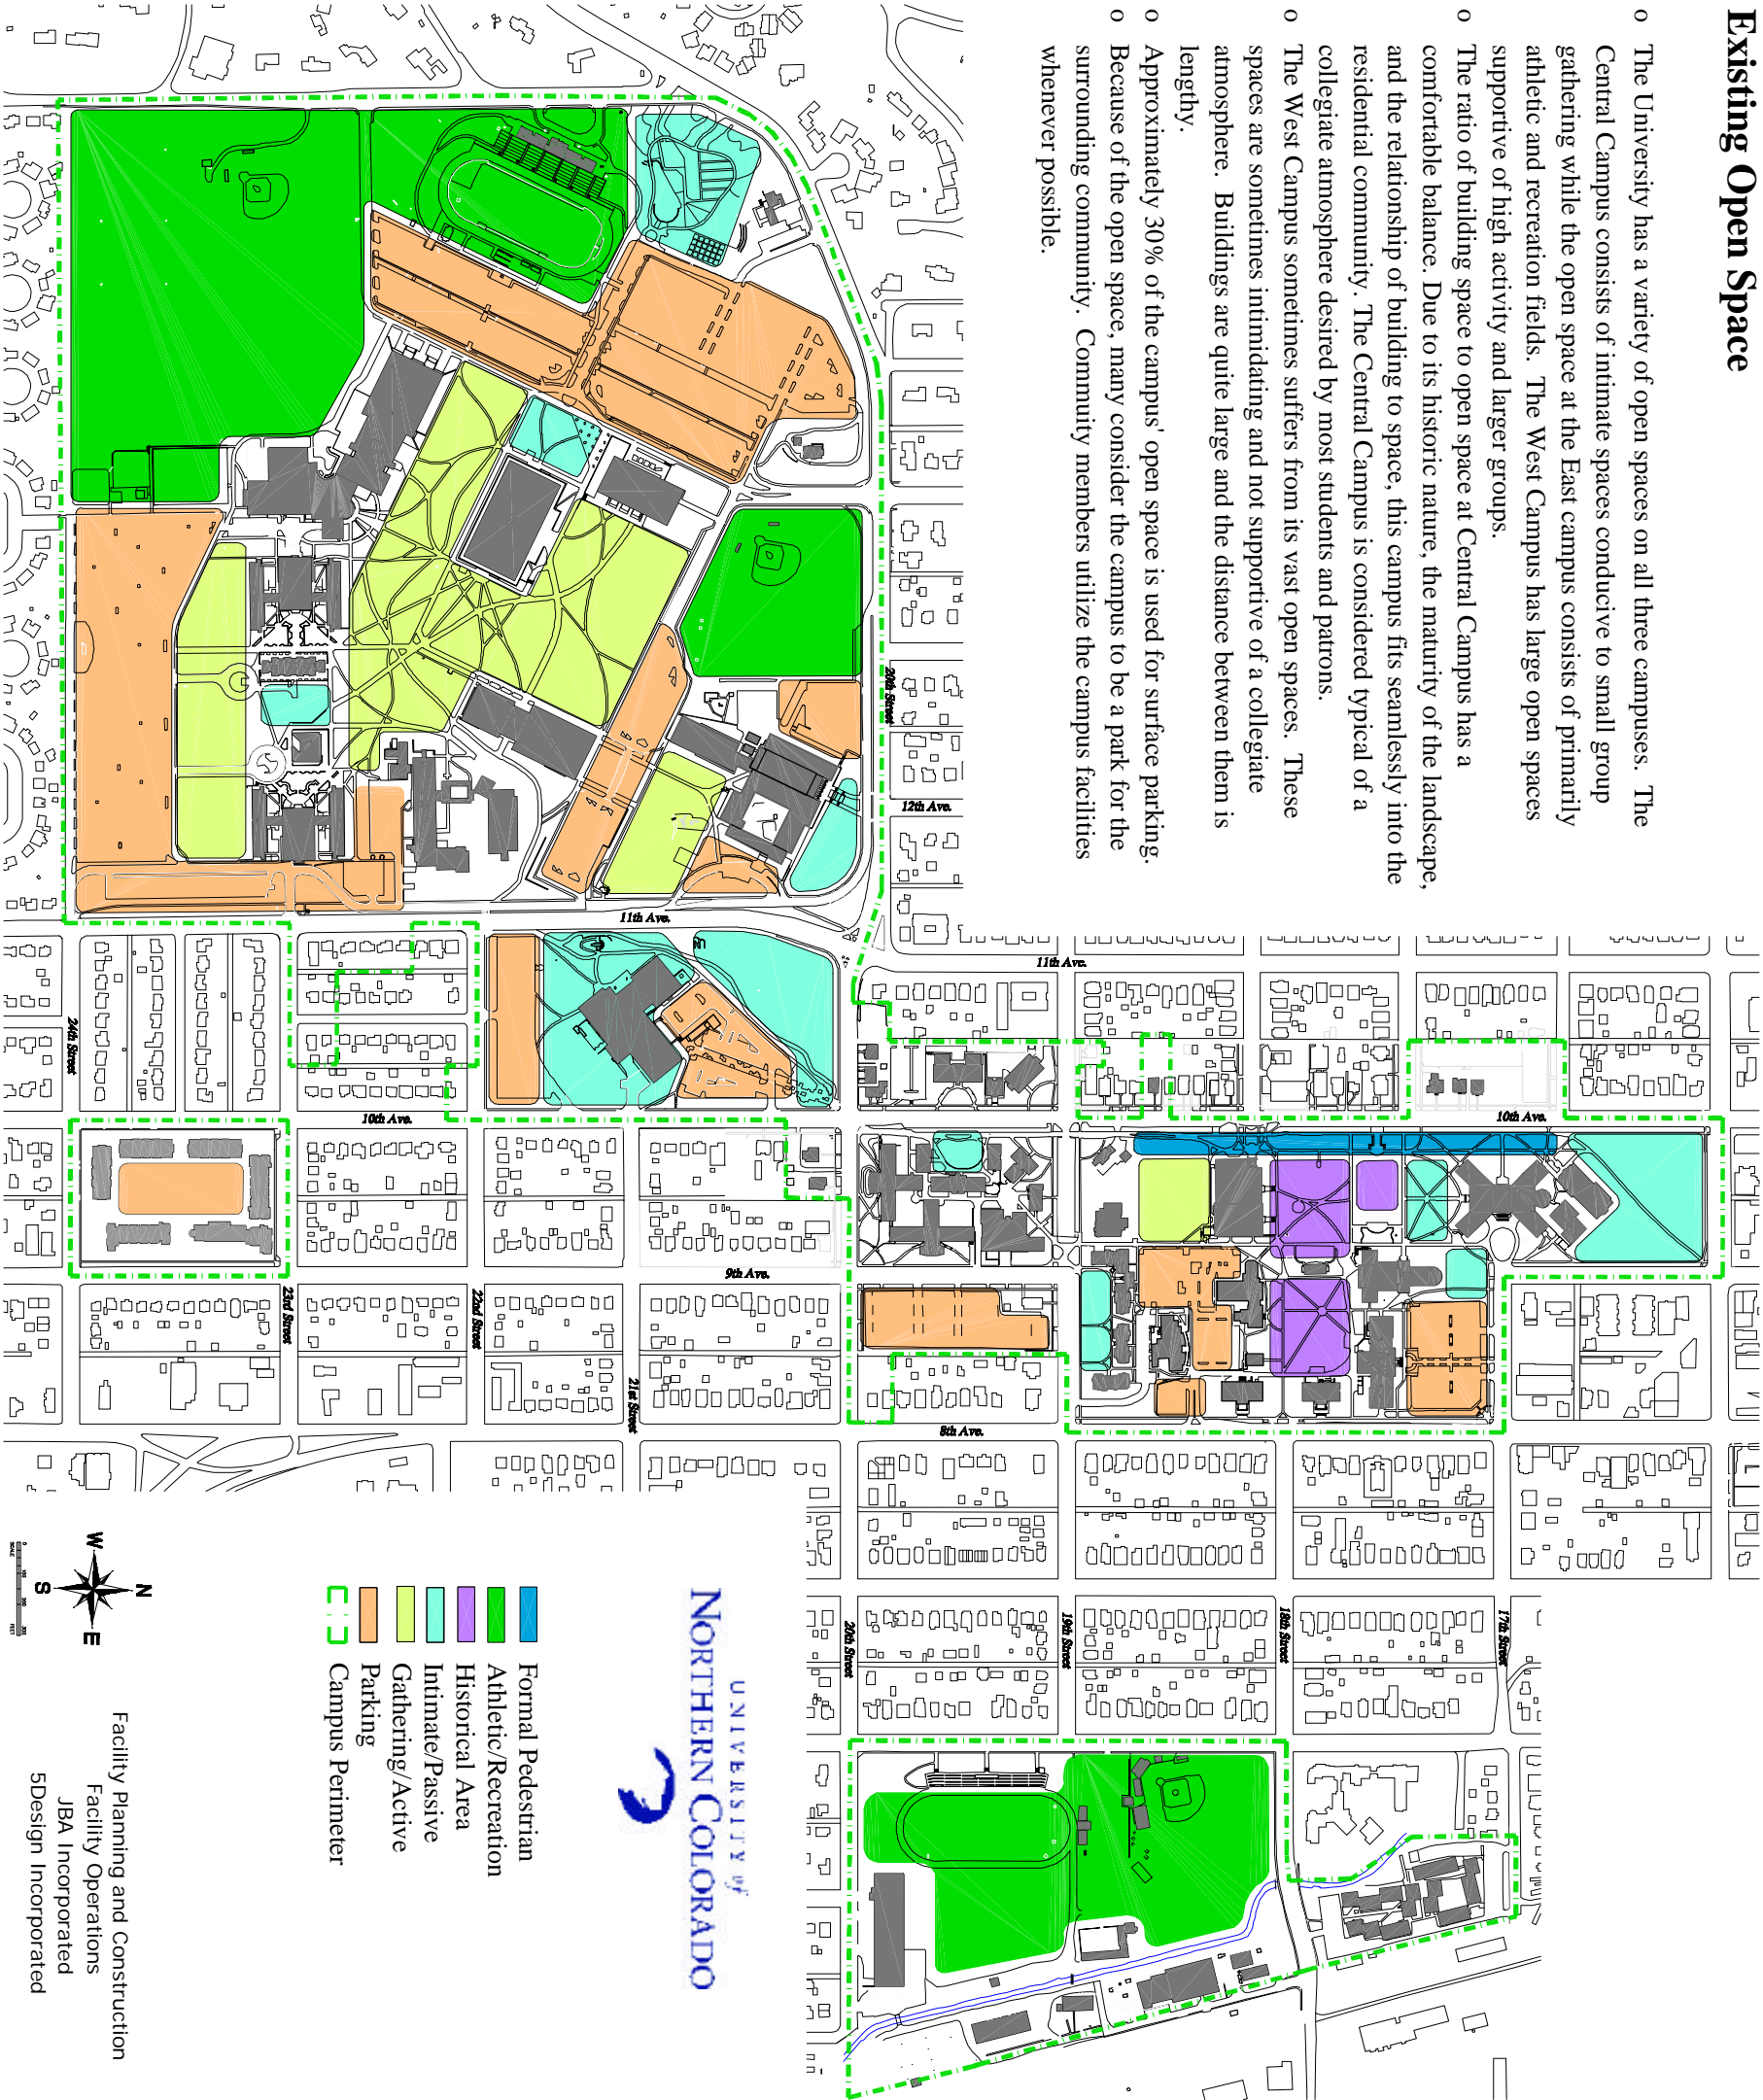 Existing Open Space
o The University has a variety of open spaces on all three campuses. The
Central Campus consists of intimate spaces conducive to small group
gathering while the open space at the East campus consists of primarily
athletic and recreation fields. The West Campus has large open spaces
supportive of high activity and larger groups.
o The ratio of building space to open space at Central Campus has a
comfortable balance. Due to its historic nature, the maturity of the landscape,
and the relationship of building to space, this campus fits seamlessly into the
residential community. The Central Campus is considered typical of a
collegiate atmosphere desired by most students and patrons.
o The West Campus sometimes suffers from its vast open spaces. These
spaces are sometimes intimidating and not supportive of a collegiate
atmosphere. Buildings are quite large and the distance between them is
lengthy.
o Approximately 30% of the campus' open space is used for surface parking.
o Because of the open space, many consider the campus to be a park for the
surrounding community. Commuity members utilize the campus facilities
whenever possible.
20th Street
12th Ave.
11th Ave.
11th Ave.
24th Street
10th Ave.
10th Ave.
9th Ave.
23rd Street
22nd Street
21st Street
8th Ave.
20th Street
19th Street
18th Street
17th Street
UNIVERSITY of
NORTHERN COLORADO
Formal Pedestrian
Athletic/Recreation
Historical Area
Intimate/Passive
Gathering/Active
Parking
Campus Perimeter
N
W
E
S
SCALE
FEET
Facility Planning and Construction
Facility Operations
JBA Incorporated
5Design Incorporated